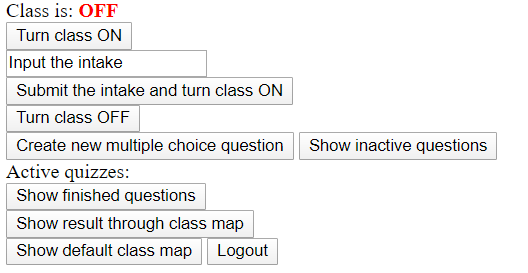 Class is: OFF
Turn class ON
Input the intake
Submit the intake and turn class ON
Turn class OFF
Create new multiple choice question Show inactive questions
Active quizzes:
Show finished questions
Show result through class map
Show default class map Logout